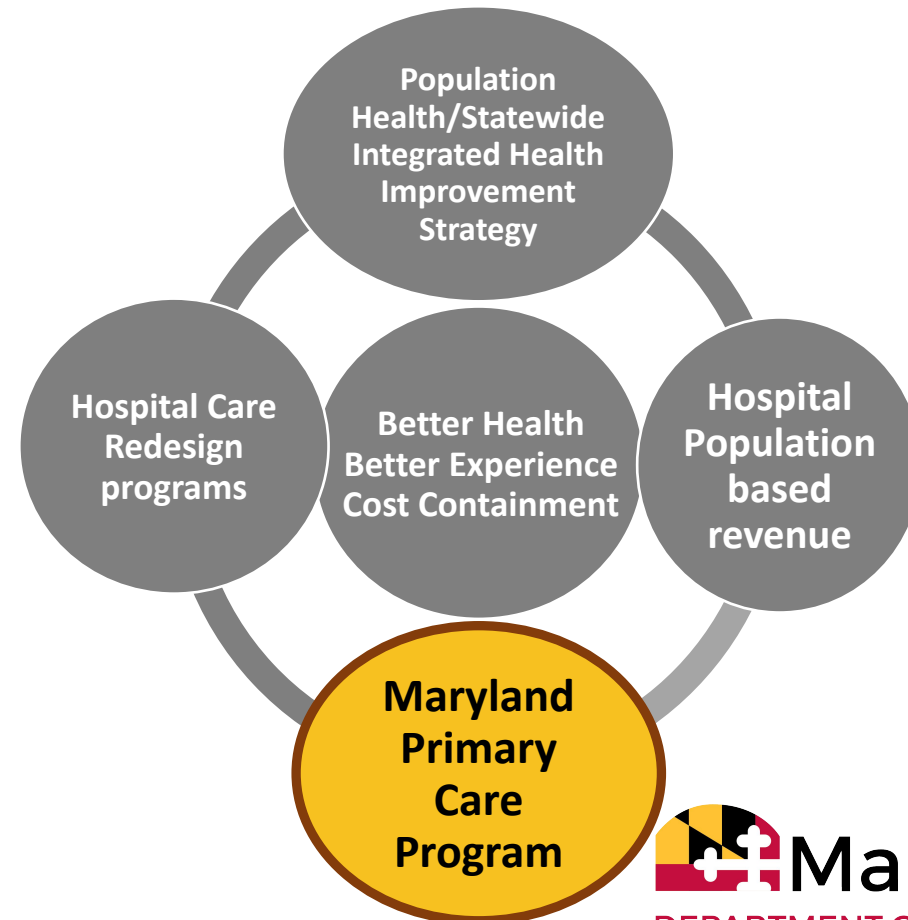 Population
Health/Statewide
Integrated Health
Improvement
Strategy
Hospital Care
Redesign
programs
Better Health
Better Experience
Cost Containment
Hospital
Population
based
revenue
Maryland
Primary
Care
Program
Ma
DEPARTMENT